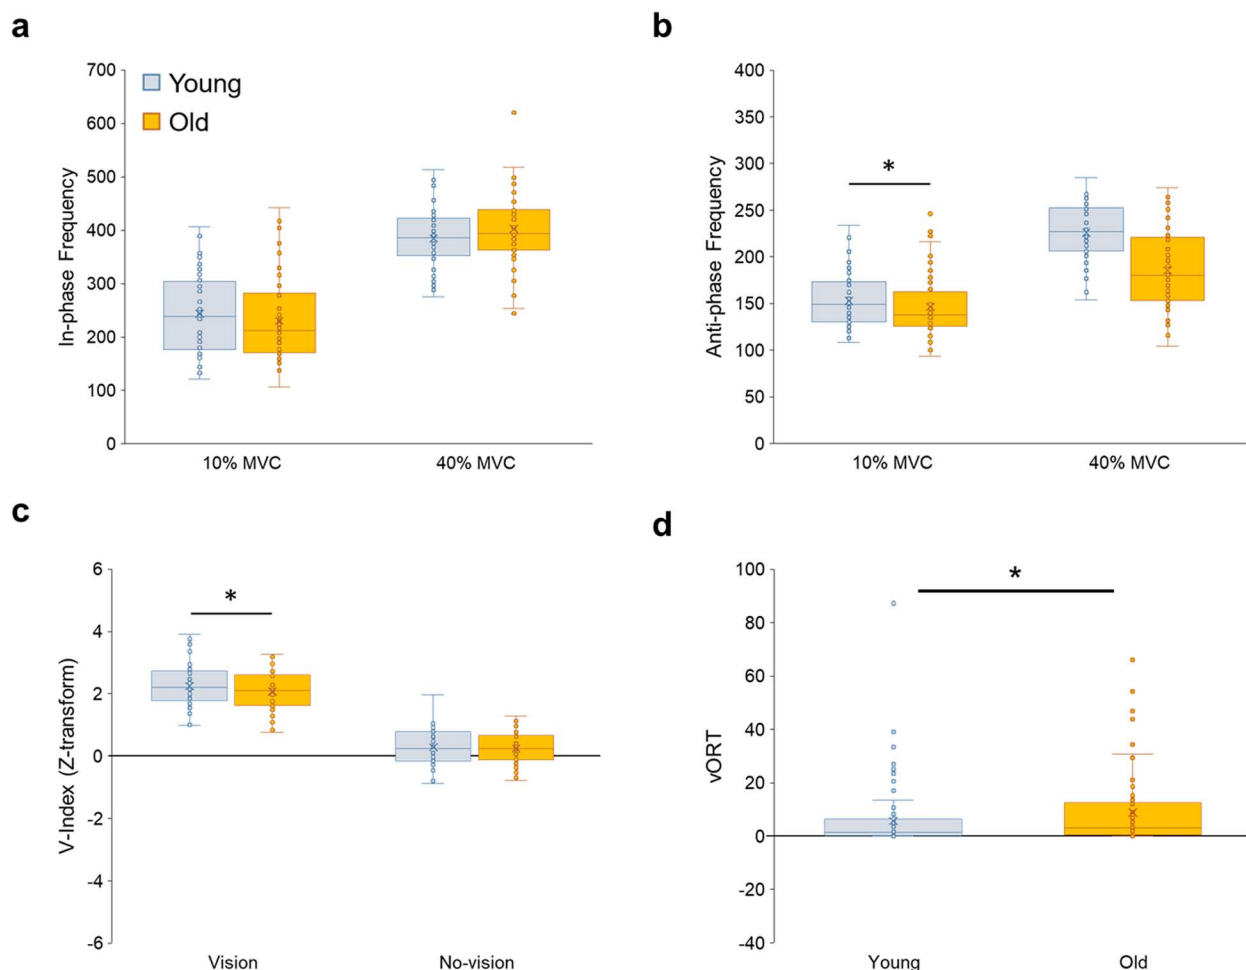 a
In-phase Frequency
700
600
500
400
300
200
100
0
Young
Old
10% MVC 40% MVC
b
Anti-phase Frequency
400
350
300
250
200
150
100
50
0
*
10% MVC 40% MVC
c
V-Index (Z-transform)
6
4
2
0
-2
-4
-6
*
Vision No-vision
d
vORT
100
80
60
40
20
0
-20
-40
*
Young Old